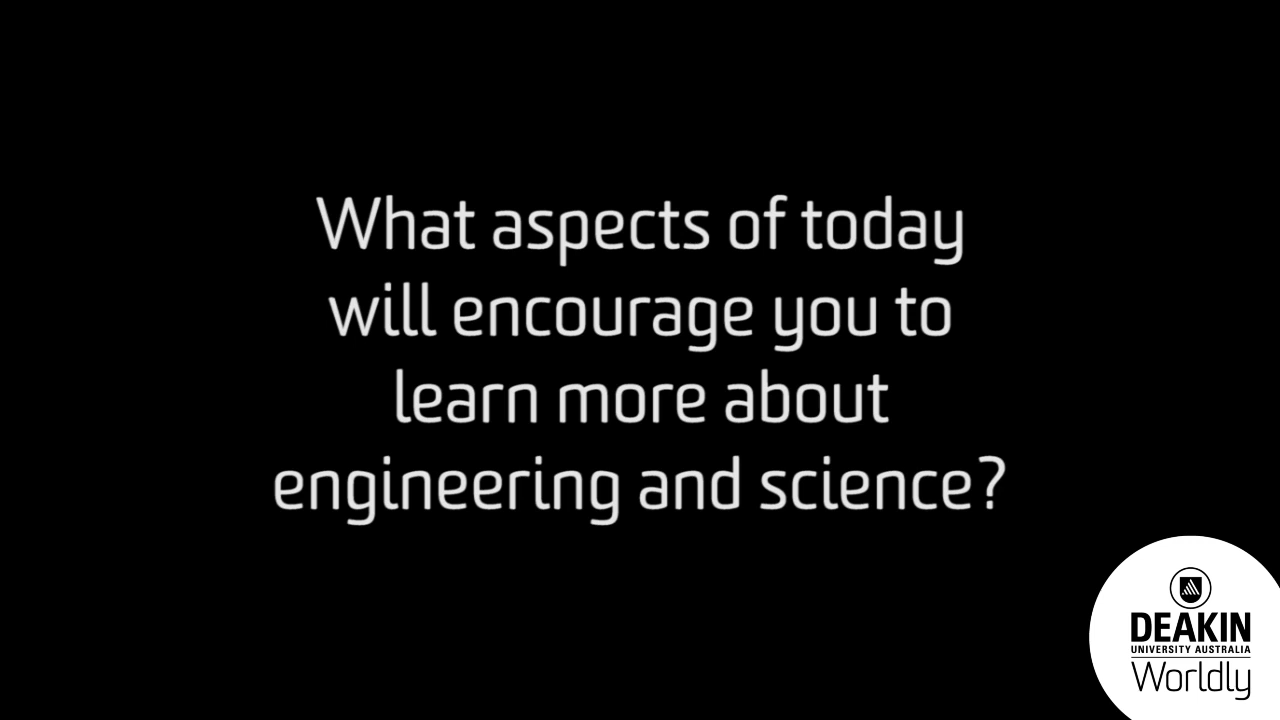 What aspects of today
will encourage you to
learn more about
engineering and science?
DEAKIN
UNIVERSITY AUSTRALIA
Worldly